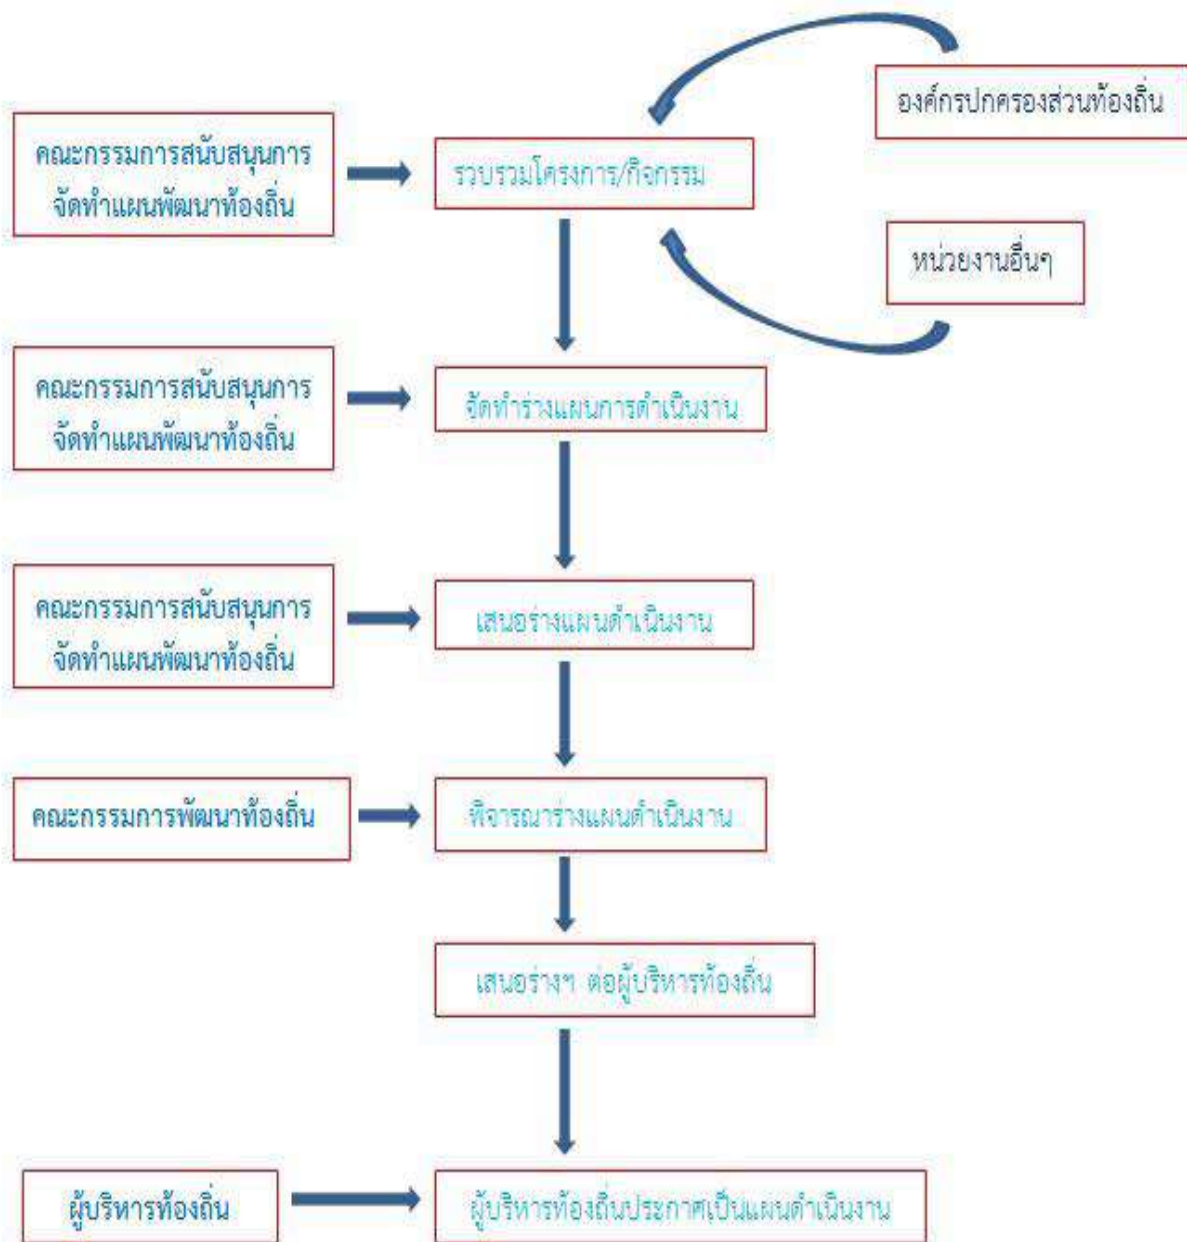 องค์กรปกครองส่วนท้องถิ่น
คณะกรรมการสนับสนุนการ
จัดทำแผนพัฒนาท้องถิ่น
รวบรวมโครงการ/กิจกรรม
หน่วยงานอื่นๆ
คณะกรรมการสนับสนุนการ
จัดทำแผนพัฒนาท้องถิ่น
จัดทำร่างแผนการดำเนินงาน
คณะกรรมการสนับสนุนการ
จัดทำแผนพัฒนาท้องถิ่น
เสนอร่างแผนดำเนินงาน
คณะกรรมการพัฒนาท้องถิ่น
พิจารณาร่างแผนดำเนินงาน
เสนอร่างฯ ต่อผู้บริหารท้องถิ่น
ผู้บริหารท้องถิ่น
ผู้บริหารท้องถิ่นประกาศเป็นแผนดำเนินงาน